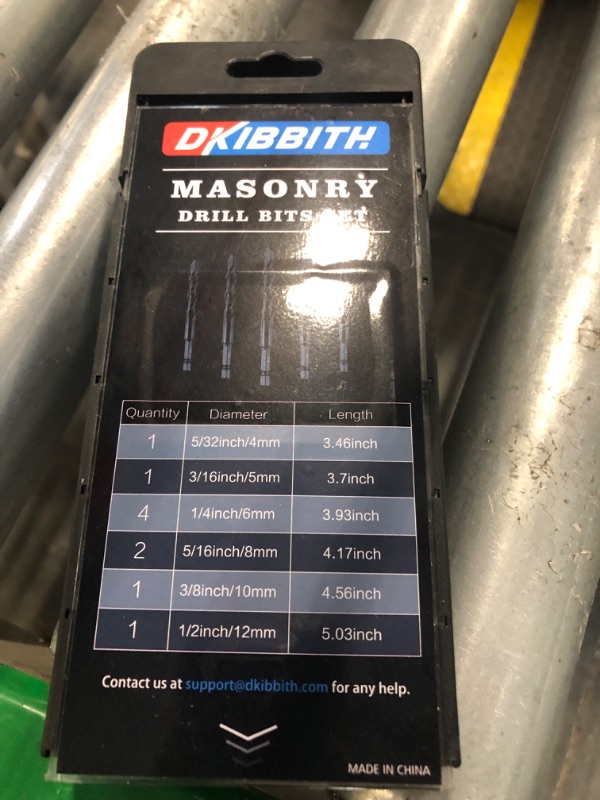 DKIBBITH
MASONRY
DRILL BITS SET
Quantity Diameter Length
1 5/32inch/4mm 3.46inch
1 3/16inch/5mm 3.7inch
4 1/4inch/6mm 3.93inch
2 5/16inch/8mm 4.17inch
1 3/8inch/10mm 4.56inch
1 1/2inch/12mm 5.03inch
Contact us at support@dkibbith.com for any help.
MADE IN CHINA